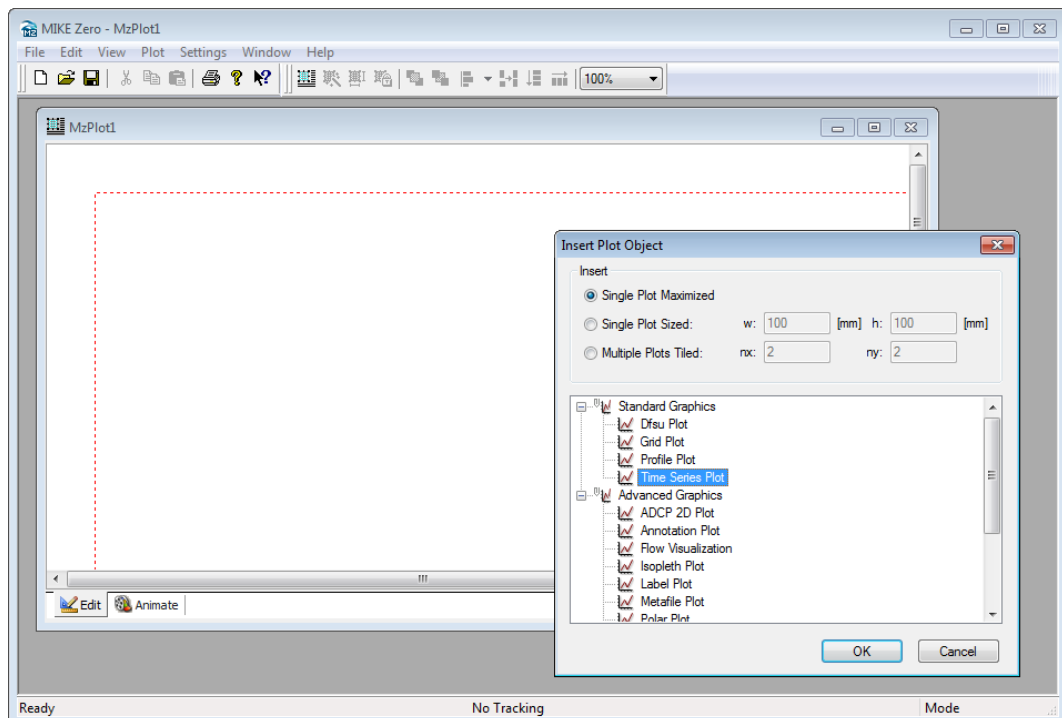 MIKE Zero - MzPlot1
File Edit View Plot Settings Window Help
100%
MzPlot1
Insert Plot Object
Insert
Single Plot Maximized
Single Plot Sized: w: 100 [mm] h: 100 [mm]
Multiple Plots Tiled: nx: 2 ny: 2
Standard Graphics
Dfsu Plot
Grid Plot
Profile Plot
Time Series Plot
Advanced Graphics
ADCP 2D Plot
Annotation Plot
Flow Visualization
Isopleth Plot
Label Plot
Metafile Plot
Polar Plot
Edit Animate
OK Cancel
Ready No Tracking Mode